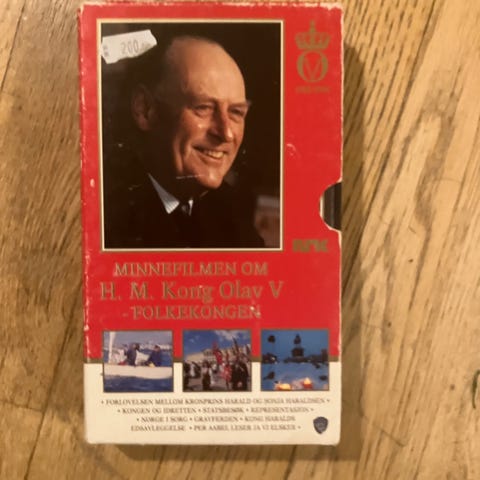 200,-
MINNEFILMEN OM
H. M. Kong Olav V
FOLKEKONGEN
NRK
• FORLOVELSEN MELLOM KRONPRINS HARALD OG SONJA HARALDSEN •
• KONGEN OG IDRETTEN • STATSBESØK • REPRESENTASJON •
• NORGE I SORG • GRAVFERDEN • KONG HARALDS
EDSAVLEGGELSE • PER AABEL LESER JA VI ELSKER •